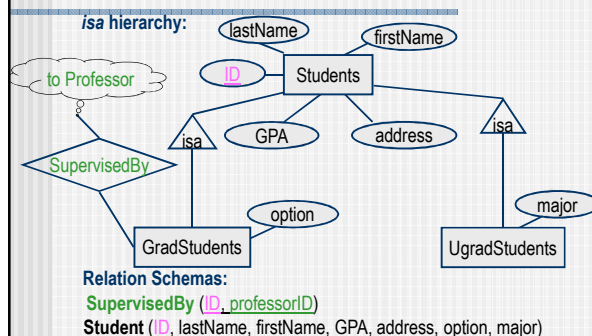 isa hierarchy:
lastName
firstName
to Professor
ID
Students
isa
GPA
address
isa
SupervisedBy
option
major
GradStudents
UgradStudents
Relation Schemas:
SupervisedBy (ID, professorID)
Student (ID, lastName, firstName, GPA, address, option, major)